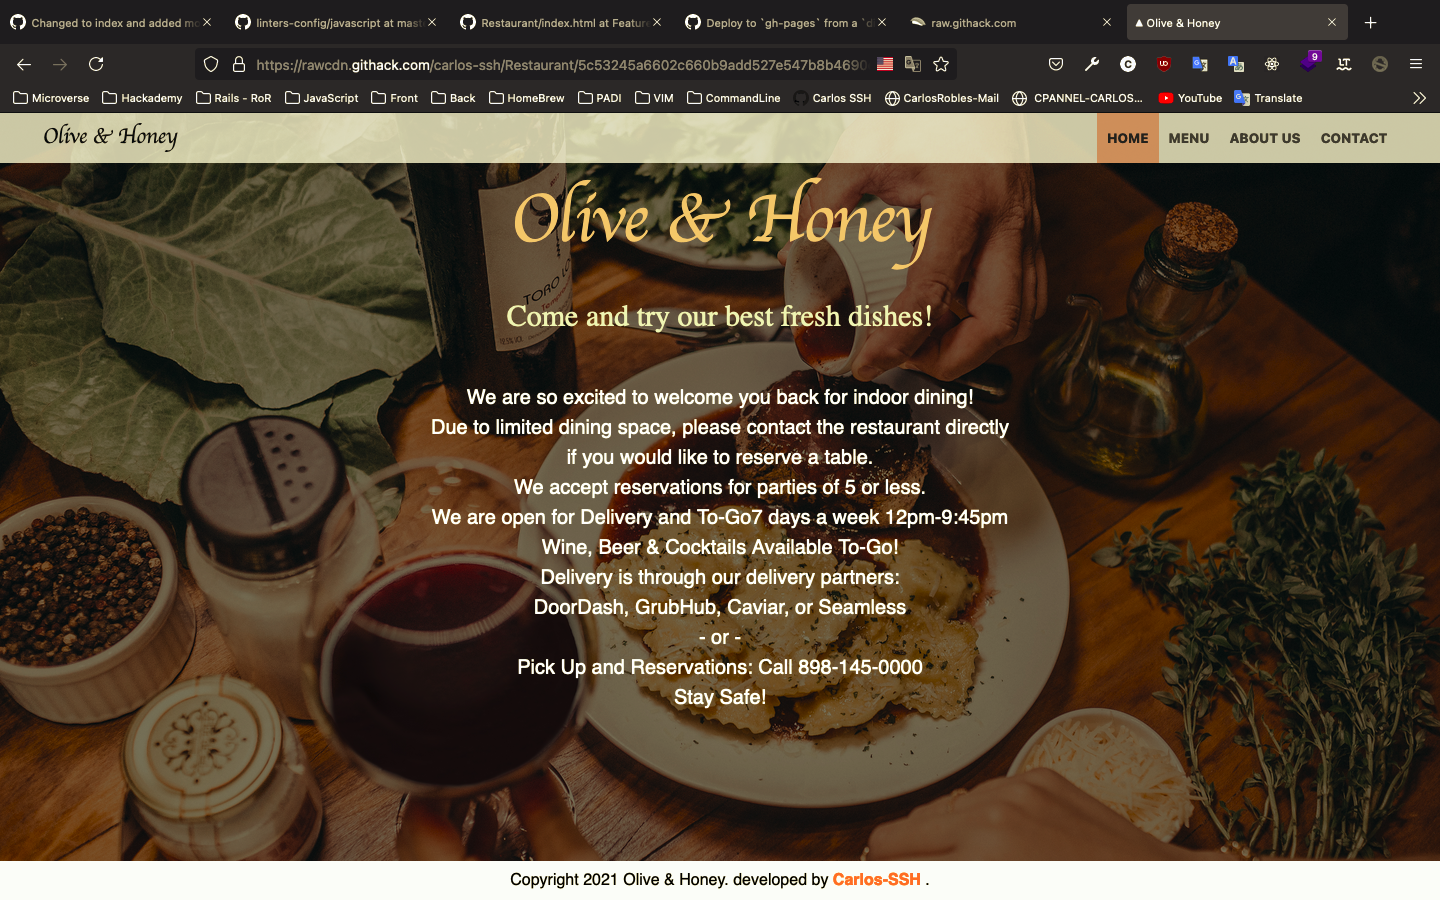 Changed to index and added mo
linters-config/javascript at mast
Restaurant/index.html at Featur
Deploy to `gh-pages` from a `d
raw.githack.com
Olive & Honey
https://rawcdn.githack.com/carlos-ssh/Restaurant/5c53245a6602c660b9add527e547b8b4690
9
Microverse
Hackademy
Rails - RoR
JavaScript
Front
Back
HomeBrew
PADI
VIM
CommandLine
Carlos SSH
CarlosRobles-Mail
CPANNEL-CARLOS...
YouTube
Translate
Olive & Honey
HOME MENU ABOUT US CONTACT
Olive & Honey
Come and try our best fresh dishes!
TORO LO
We are so excited to welcome you back for indoor dining!
Due to limited dining space, please contact the restaurant directly
if you would like to reserve a table.
We accept reservations for parties of 5 or less.
We are open for Delivery and To-Go7 days a week 12pm-9:45pm
Wine, Beer & Cocktails Available To-Go!
Delivery is through our delivery partners:
DoorDash, GrubHub, Caviar, or Seamless
- or -
Pick Up and Reservations: Call 898-145-0000
Stay Safe!
Copyright 2021 Olive & Honey. developed by Carlos-SSH .